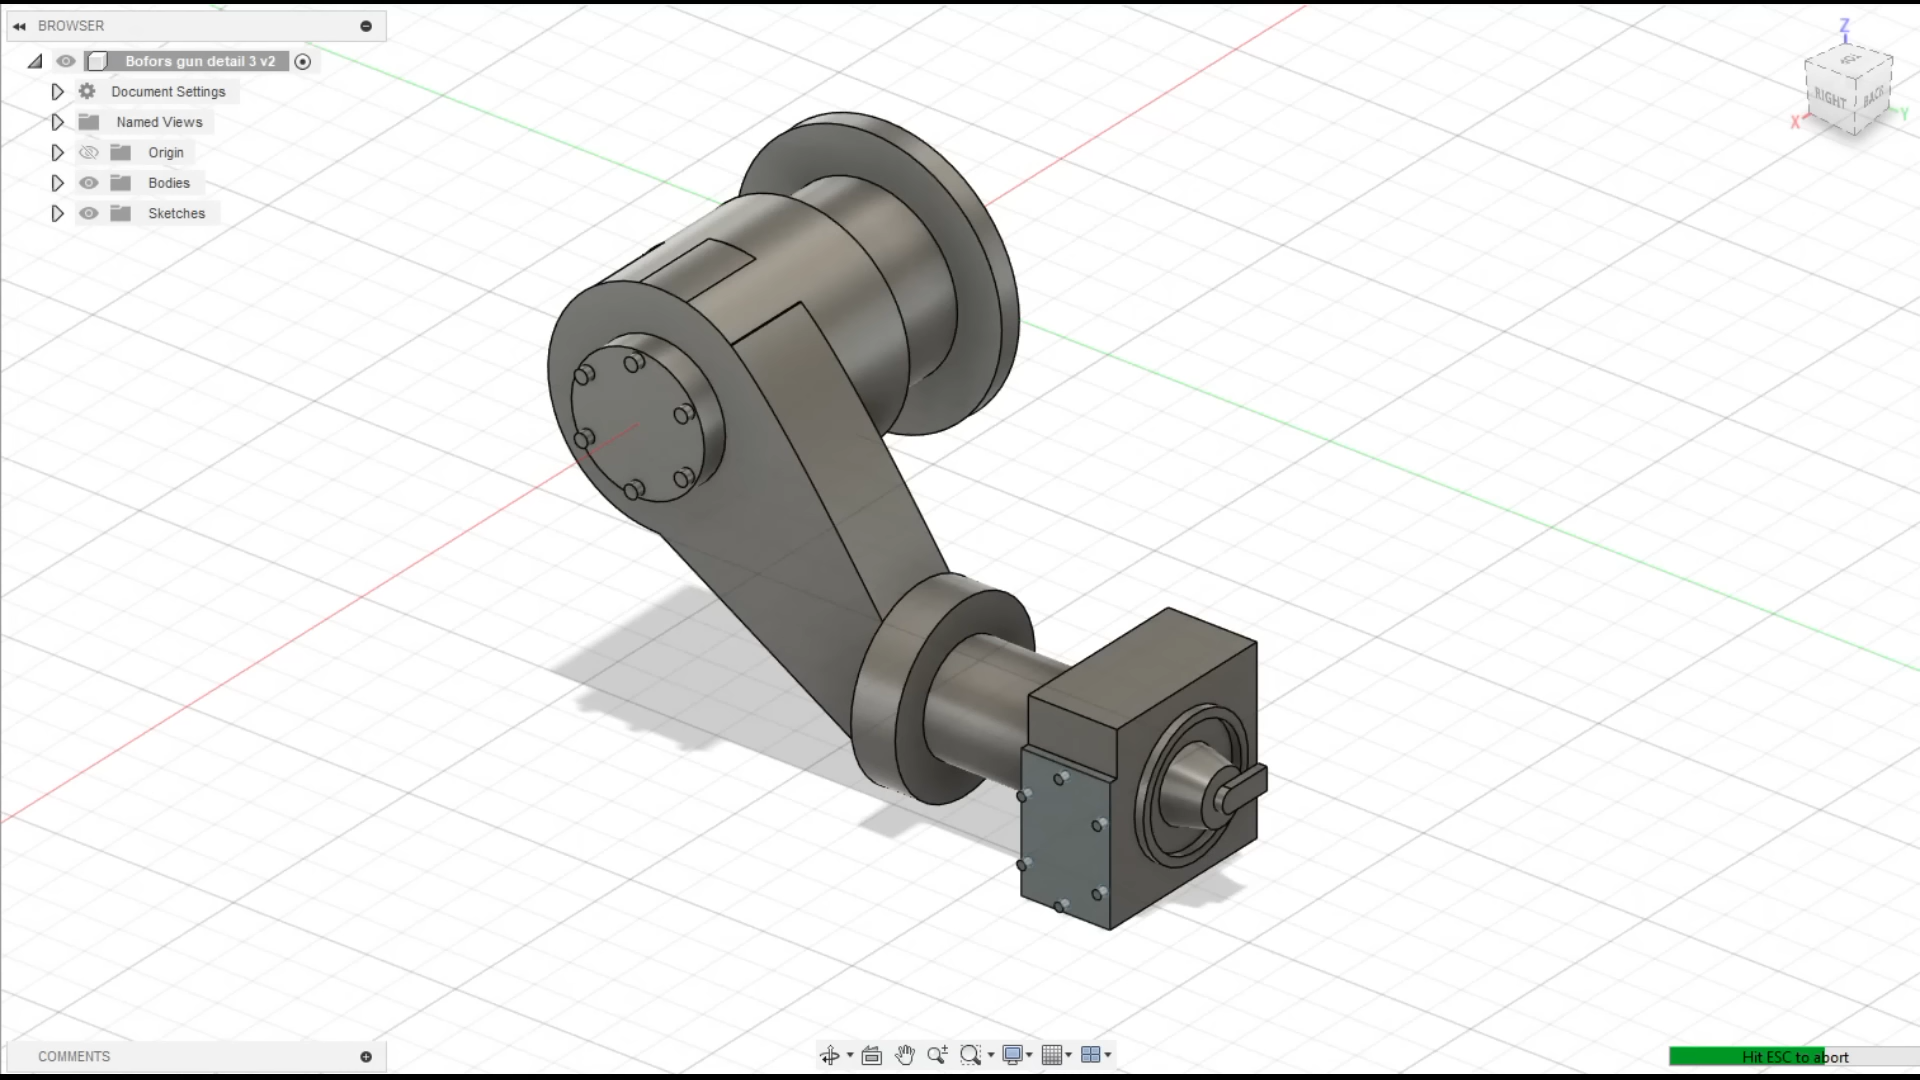 BROWSER
Bofors gun detail 3 v2
Document Settings
Named Views
Origin
Bodies
Sketches
Z
TOP
RIGHT
BACK
X
Y
COMMENTS
Hit ESC to abort